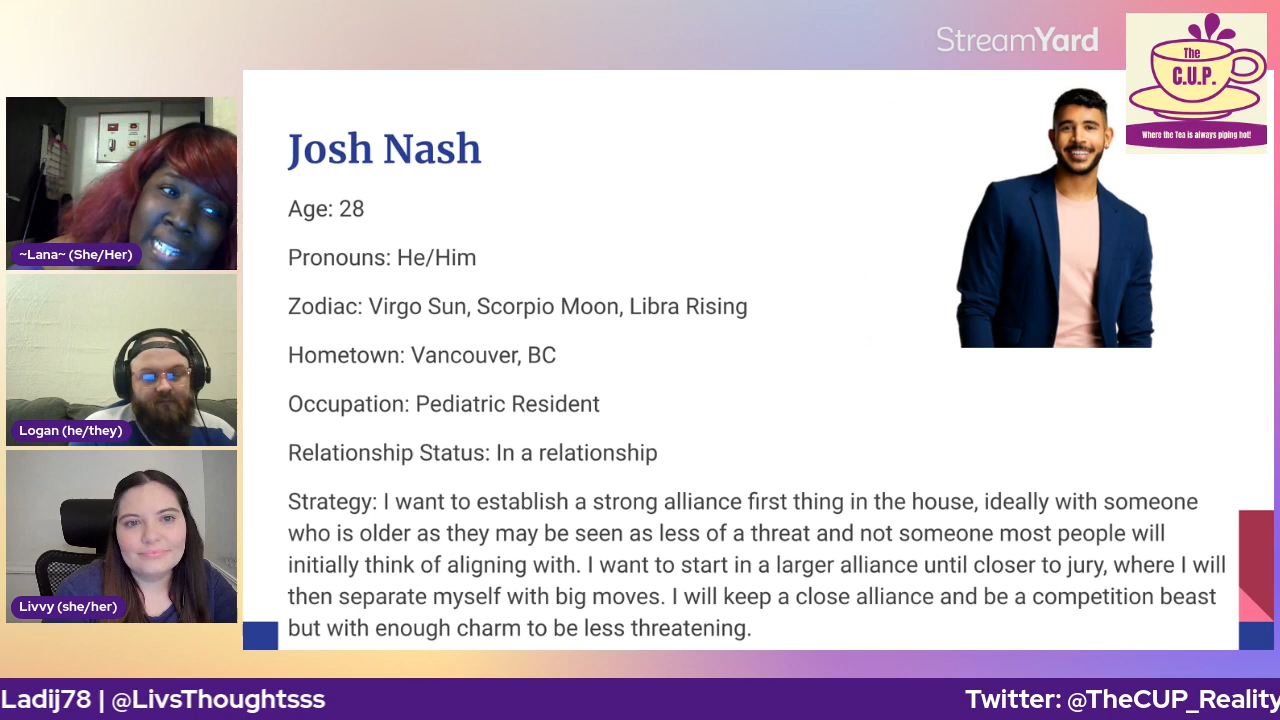 StreamYard
The
C.U.P.
Where the Tea is always piping hot!
~Lana~ (She/Her)
Logan (he/they)
Livvy (she/her)
Josh Nash
Age: 28
Pronouns: He/Him
Zodiac: Virgo Sun, Scorpio Moon, Libra Rising
Hometown: Vancouver, BC
Occupation: Pediatric Resident
Relationship Status: In a relationship
Strategy: I want to establish a strong alliance first thing in the house, ideally with someone
who is older as they may be seen as less of a threat and not someone most people will
initially think of aligning with. I want to start in a larger alliance until closer to jury, where I will
then separate myself with big moves. I will keep a close alliance and be a competition beast
but with enough charm to be less threatening.
Ladij78 | @LivsThoughtsss
Twitter: @TheCUP_Reality